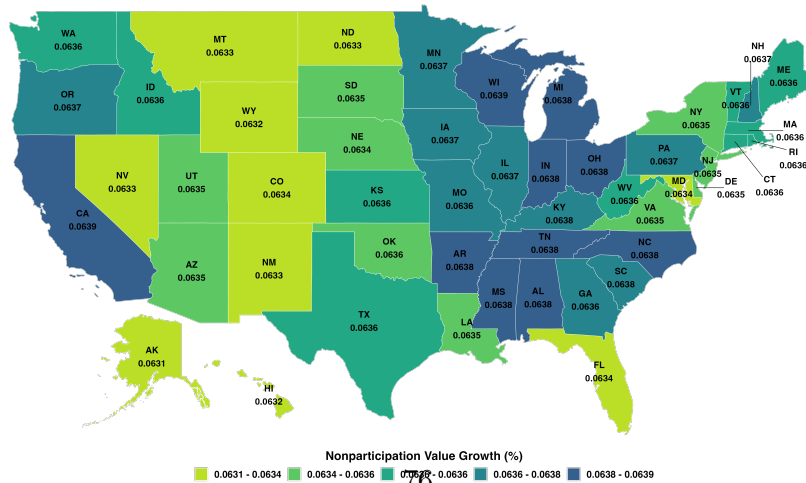 WA
0.0636
MT
0.0633
ND
0.0633
MN
0.0637
OR
0.0637
ID
0.0636
WY
0.0632
SD
0.0635
WI
0.0639
MI
0.0638
NH
0.0637
ME
0.0636
VT
0.0636
NY
0.0635
MA
0.0636
RI
0.0636
CT
0.0636
NE
0.0634
IA
0.0637
IL
0.0637
IN
0.0638
OH
0.0638
PA
0.0637
NJ
0.0635
MD
0.0634
DE
0.0635
NV
0.0633
UT
0.0635
CO
0.0634
KS
0.0636
MO
0.0636
KY
0.0638
WV
0.0636
VA
0.0635
CA
0.0639
AZ
0.0635
NM
0.0633
OK
0.0636
AR
0.0638
TN
0.0638
NC
0.0638
SC
0.0638
MS
0.0638
AL
0.0638
GA
0.0636
TX
0.0636
LA
0.0635
FL
0.0634
AK
0.0631
HI
0.0632
Nonparticipation Value Growth (%)
0.0631 - 0.0634 0.0634 - 0.0636 0.0636 - 0.0636 0.0636 - 0.0638 0.0638 - 0.0639
76